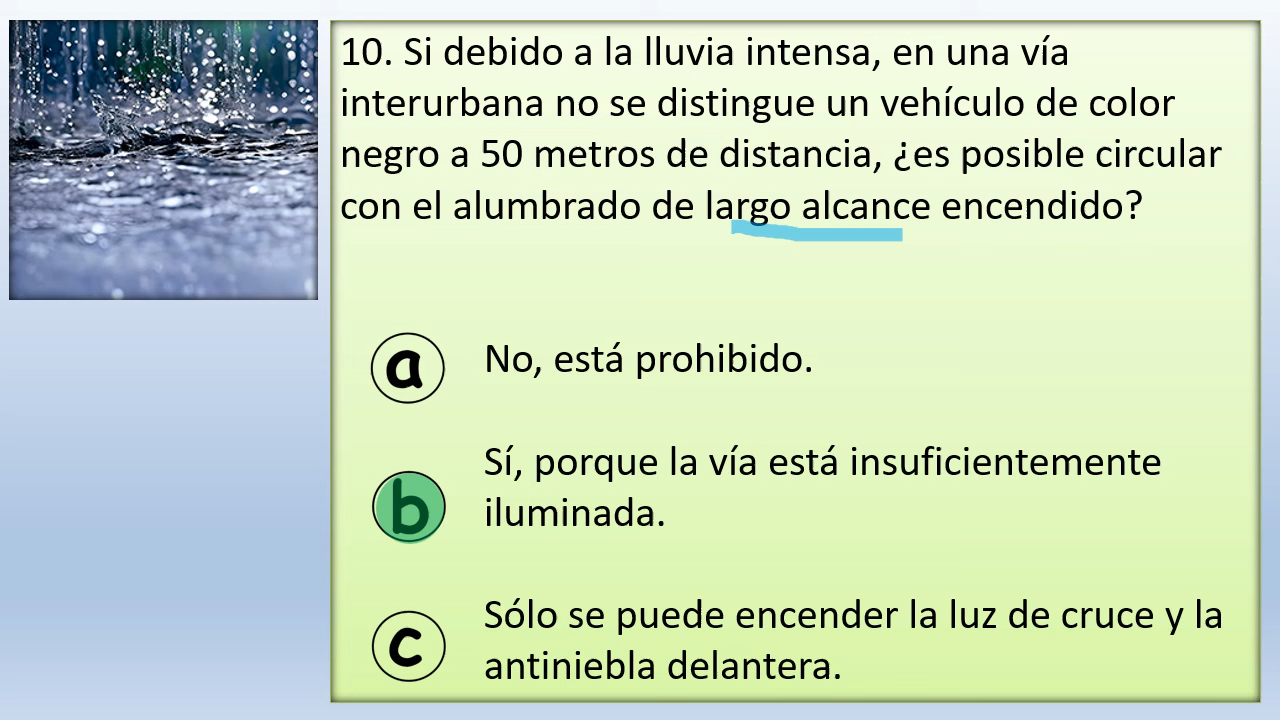 10. Si debido a la lluvia intensa, en una vía
interurbana no se distingue un vehículo de color
negro a 50 metros de distancia, ¿es posible circular
con el alumbrado de largo alcance encendido?
a
No, está prohibido.
b
Sí, porque la vía está insuficientemente
iluminada.
c
Sólo se puede encender la luz de cruce y la
antiniebla delantera.